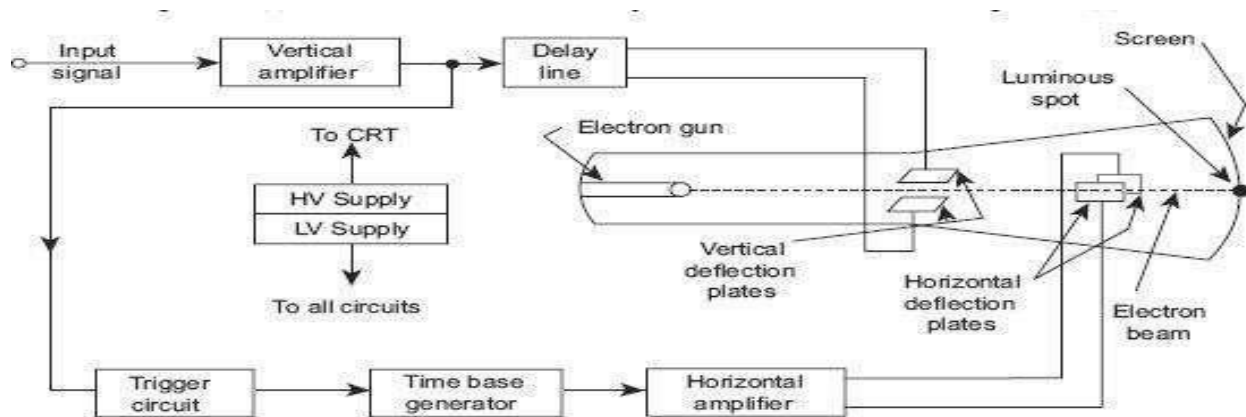 Input
signal
Vertical
amplifier
Delay
line
Screen
Luminous
spot
Electron gun
To CRT
HV Supply
LV Supply
To all circuits
Vertical
deflection
plates
Horizontal
deflection
plates
Electron
beam
Trigger
circuit
Time base
generator
Horizontal
amplifier